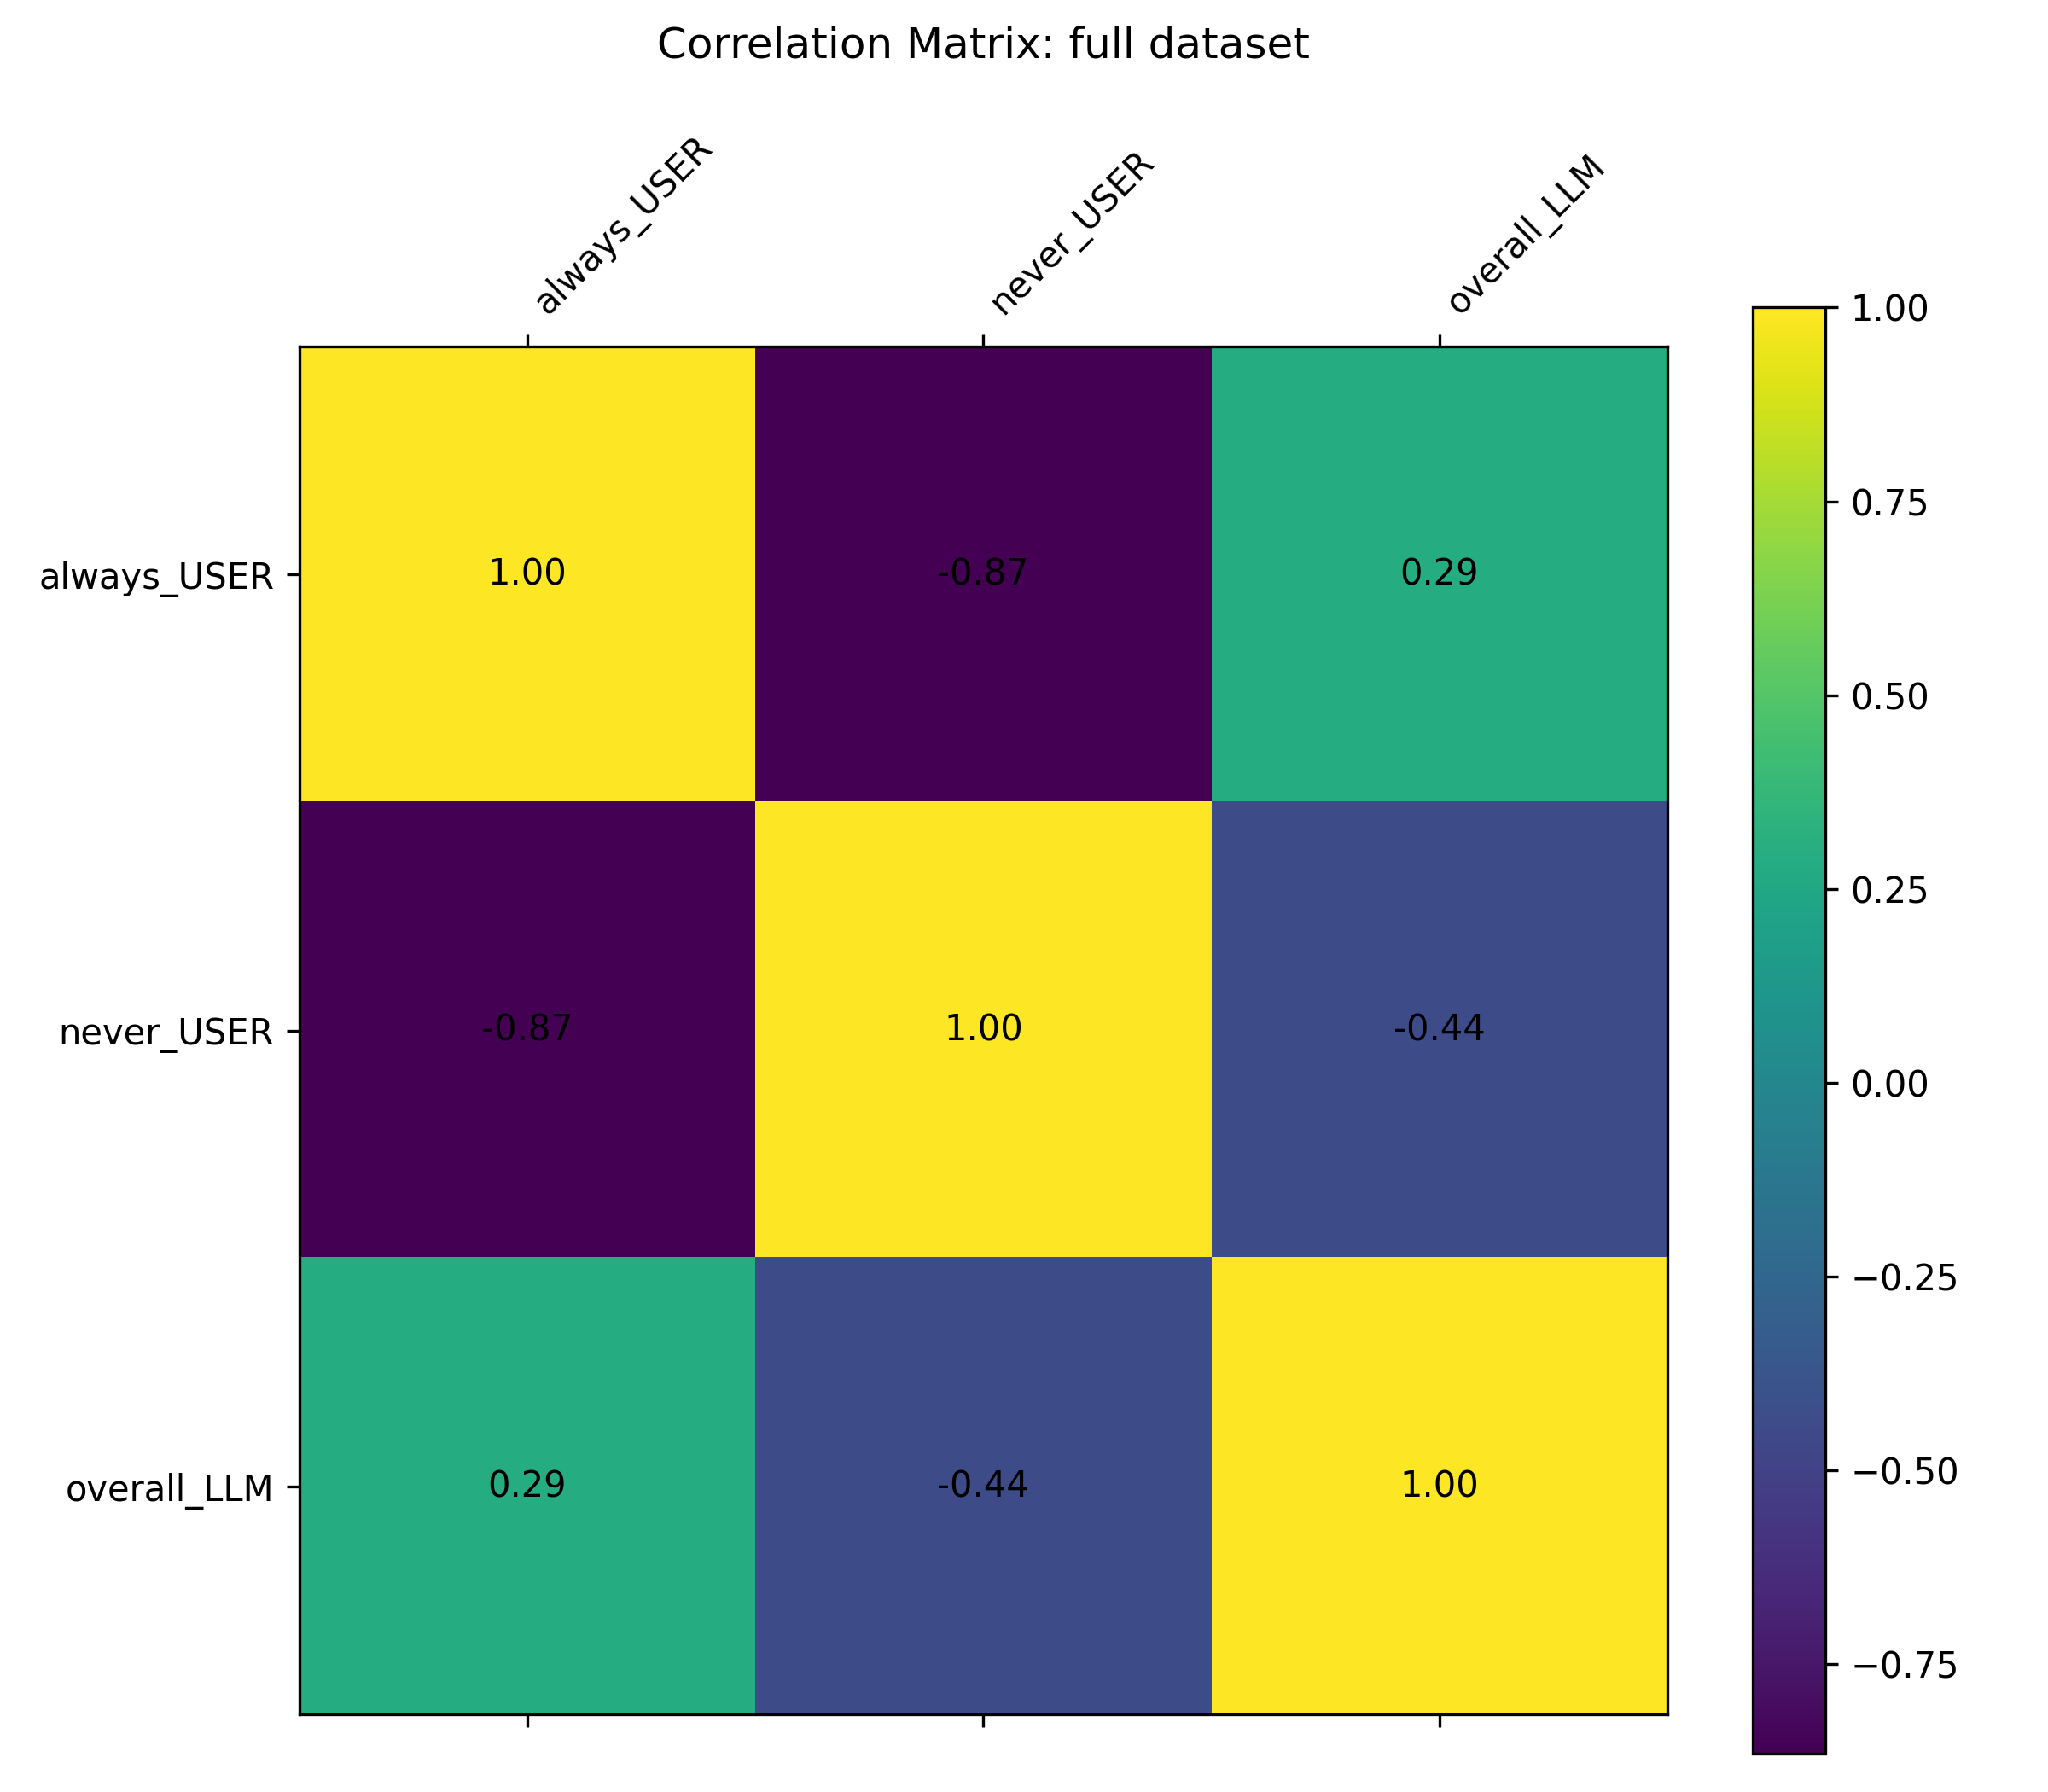 Correlation Matrix: full dataset
always_USER
never_USER
overall_LLM
always_USER
1.00
-0.87
0.29
never_USER
-0.87
1.00
-0.44
overall_LLM
0.29
-0.44
1.00
1.00
0.75
0.50
0.25
0.00
−0.25
−0.50
−0.75